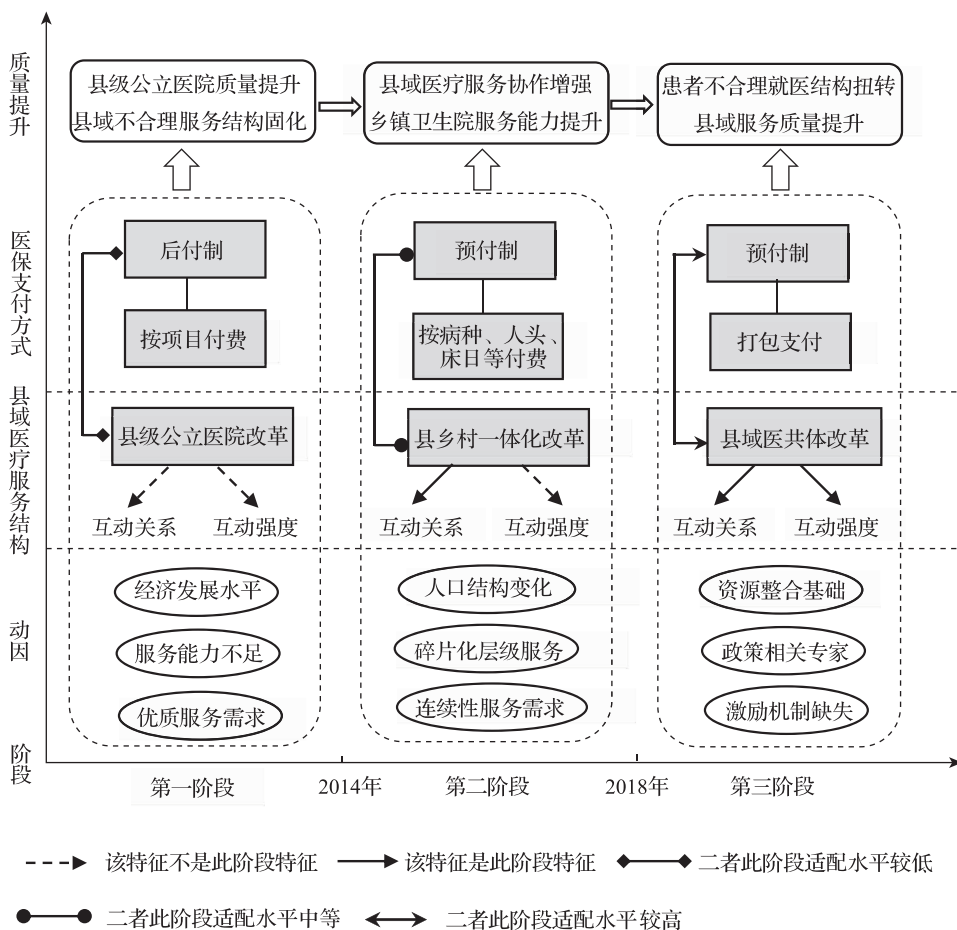 质量提升
县级公立医院质量提升
县域不合理服务结构固化
县域医疗服务协作增强
乡镇卫生院服务能力提升
患者不合理就医结构扭转
县域服务质量提升
医保支付方式
后付制
预付制
预付制
按项目付费
按病种、人头、
床日等付费
打包支付
县域医疗服务结构
县级公立医院改革
县乡村一体化改革
县域医共体改革
互动关系
互动强度
互动关系
互动强度
互动关系
互动强度
动因
经济发展水平
人口结构变化
资源整合基础
服务能力不足
碎片化层级服务
政策相关专家
优质服务需求
连续性服务需求
激励机制缺失
阶段
第一阶段
2014年
第二阶段
2018年
第三阶段
该特征不是此阶段特征
该特征是此阶段特征
二者此阶段适配水平较低
二者此阶段适配水平中等
二者此阶段适配水平较高